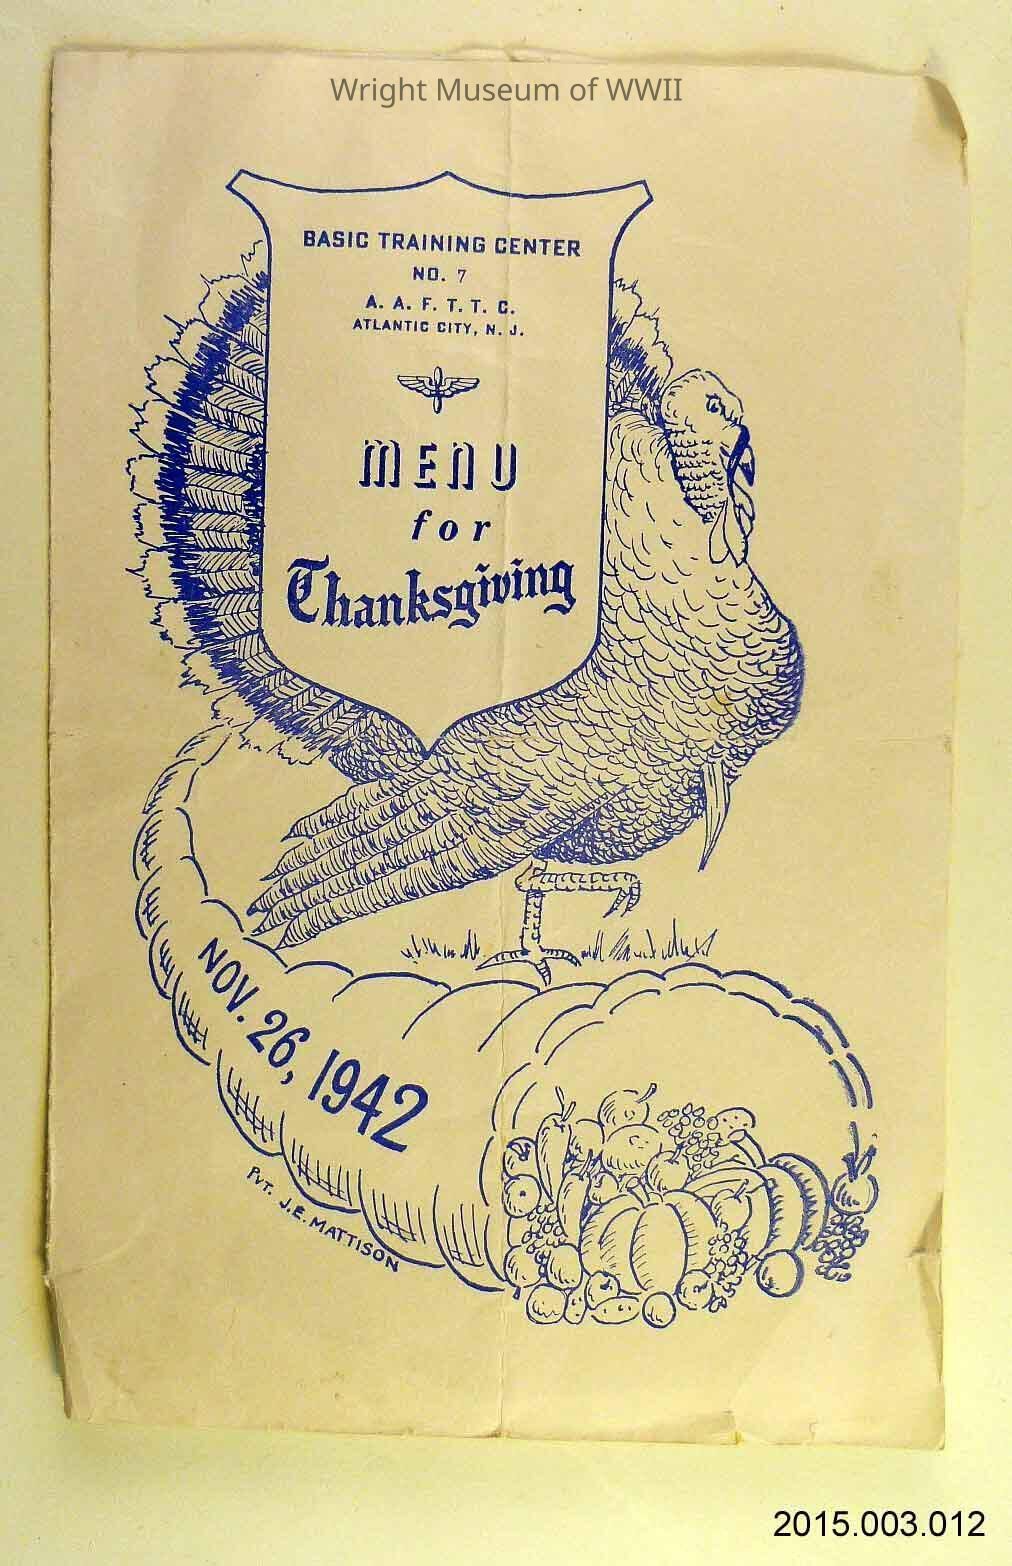 Wright Museum of WWII
BASIC TRAINING CENTER
NO. 7
A. A. F. T. T. C.
ATLANTIC CITY, N. J.
MENU
for
Thanksgiving
NOV. 26, 1942
PVT. J.E. MATTISON
2015.003.012